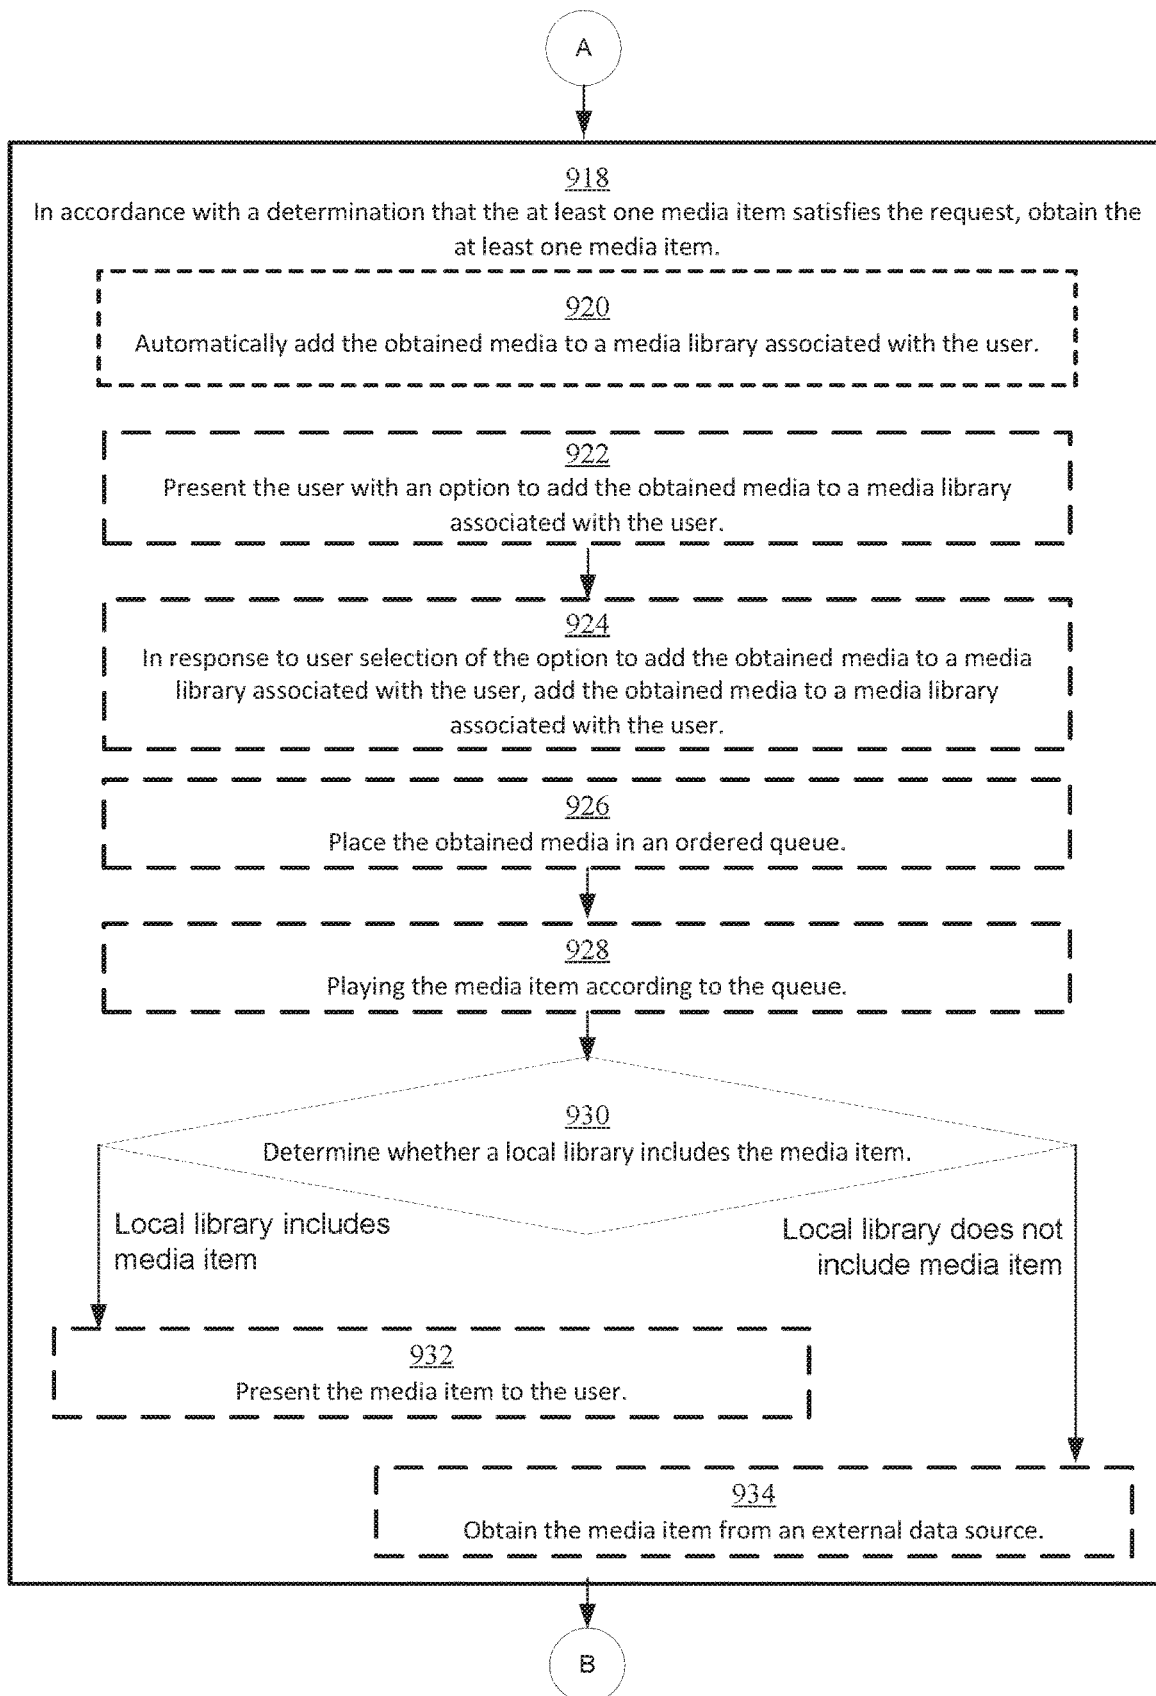 A
918
In accordance with a determination that the at least one media item satisfies the request, obtain the
at least one media item.
920
Automatically add the obtained media to a media library associated with the user.
922
Present the user with an option to add the obtained media to a media library
associated with the user.
924
In response to user selection of the option to add the obtained media to a media
library associated with the user, add the obtained media to a media library
associated with the user.
926
Place the obtained media in an ordered queue.
928
Playing the media item according to the queue.
930
Determine whether a local library includes the media item.
Local library includes
media item
Local library does not
include media item
932
Present the media item to the user.
934
Obtain the media item from an external data source.
B